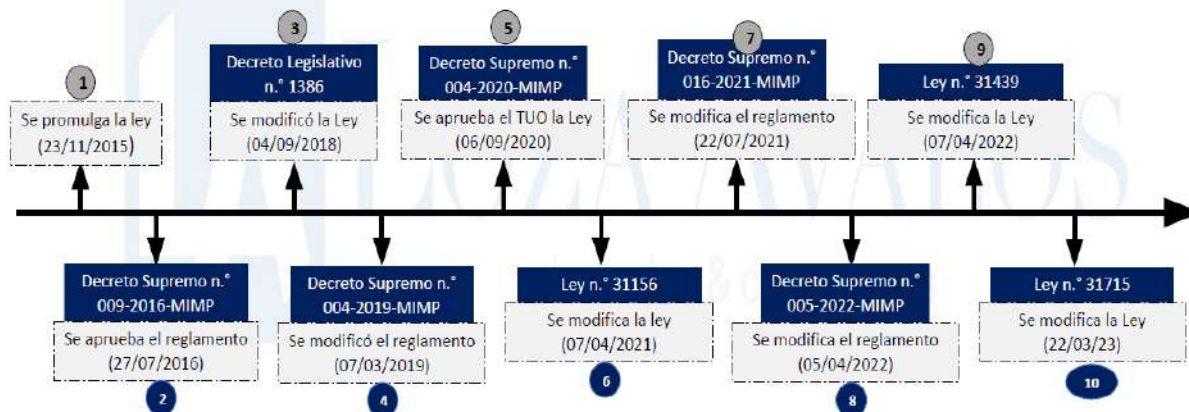 1
Se promulga la ley
(23/11/2015)
Decreto Supremo n.°
009-2016-MIMP
Se aprueba el reglamento
(27/07/2016)
2
3
Decreto Legislativo
n.° 1386
Se modificó la Ley
(04/09/2018)
Decreto Supremo n.°
004-2019-MIMP
Se modificó el reglamento
(07/03/2019)
4
5
Decreto Supremo n.°
004-2020-MIMP
Se aprueba el TUO la Ley
(06/09/2020)
Ley n.° 31156
Se modifica la ley
(07/04/2021)
6
7
Decreto Supremo n.°
016-2021-MIMP
Se modifica el reglamento
(22/07/2021)
Decreto Supremo n.°
005-2022-MIMP
Se modifica el reglamento
(05/04/2022)
8
9
Ley n.° 31439
Se modifica la Ley
(07/04/2022)
Ley n.° 31715
Se modifica la Ley
(22/03/23)
10